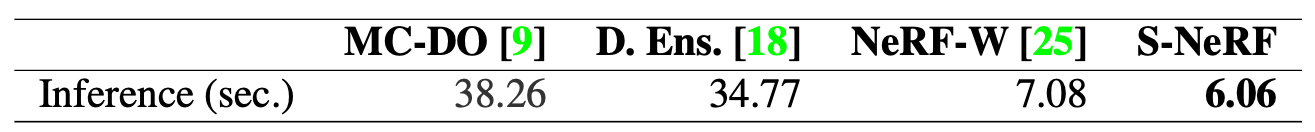 MC-DO [9] D. Ens. [18] NeRF-W [25] S-NeRF
Inference (sec.) 38.26 34.77 7.08 6.06